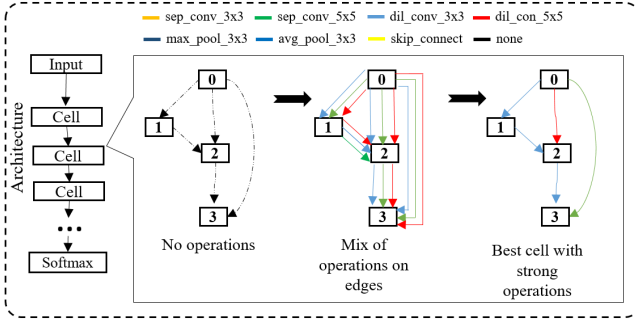 sep_conv_3x3 sep_conv_5x5 dil_conv_3x3 dil_con_5x5
max_pool_3x3 avg_pool_3x3 skip_connect none
Architecture
Input
Cell
Cell
Cell
...
Softmax
0
1
2
3
No operations
0
1
2
3
Mix of
operations on
edges
0
1
2
3
Best cell with
strong
operations